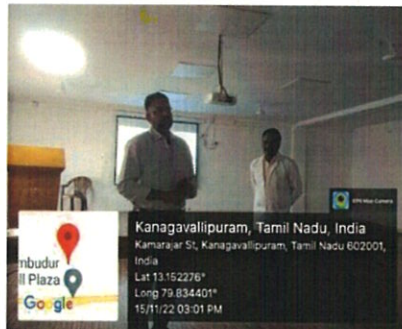 GPS Map Camera
Kanagavallipuram, Tamil Nadu, India
Kamarajar St, Kanagavallipuram, Tamil Nadu 602001,
India
Lat 13.152276°
Long 79.834401°
15/11/22 03:01 PM
mbudur
ll Plaza
Google